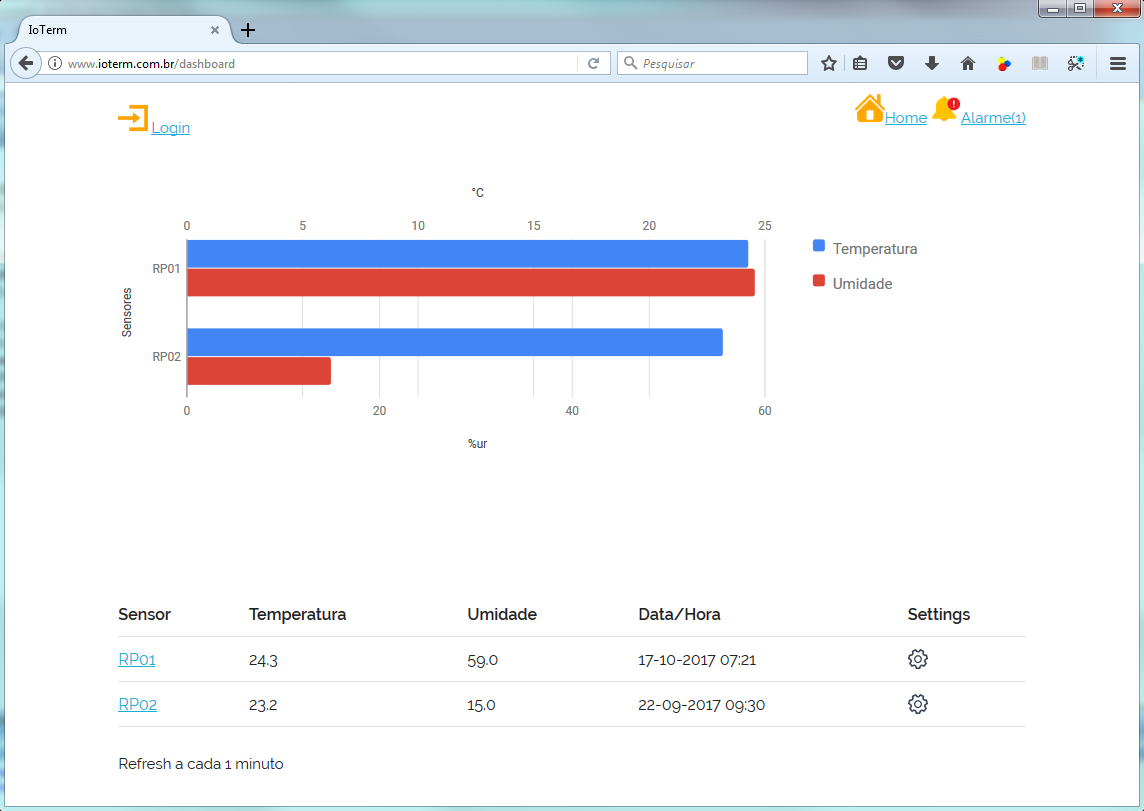 IoTerm
www.ioterm.com.br/dashboard
Pesquisar
Login
Home
Alarme(1)
°C
0 5 10 15 20 25
Temperatura
Umidade
Sensores
RP01
RP02
0 20 40 60
%ur
Sensor Temperatura Umidade Data/Hora Settings
RP01 24.3 59.0 17-10-2017 07:21
RP02 23.2 15.0 22-09-2017 09:30
Refresh a cada 1 minuto